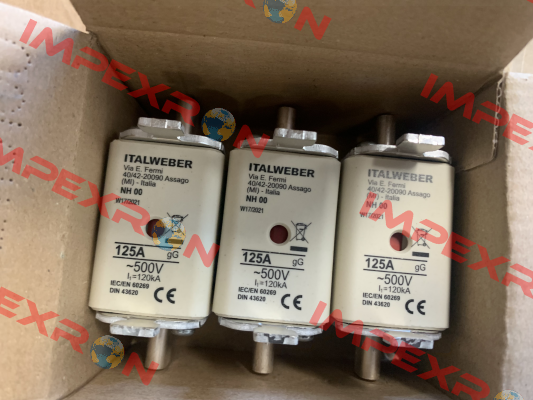 IMPEXRON
IMPEXRON
IMPEXRON
IMPEXRON
IMPEXRON
ITALWEBER
Via E. Fermi
40/42-20090 Assago
(MI) - Italia
NH 00
W17/2021
125A
gG
~500V
I₁=120kA
IEC/EN 60269
DIN 43620
CE
ITALWEBER
Via E. Fermi
40/42-20090 Assago
(MI) - Italia
NH 00
W17/2021
125A
gG
~500V
I₁=120kA
IEC/EN 60269
DIN 43620
CE
ITALWEBER
Via E. Fermi
40/42-20090 Assago
(MI) - Italia
NH 00
W17/2021
125A
gG
~500V
I₁=120kA
IEC/EN 60269
DIN 43620
CE